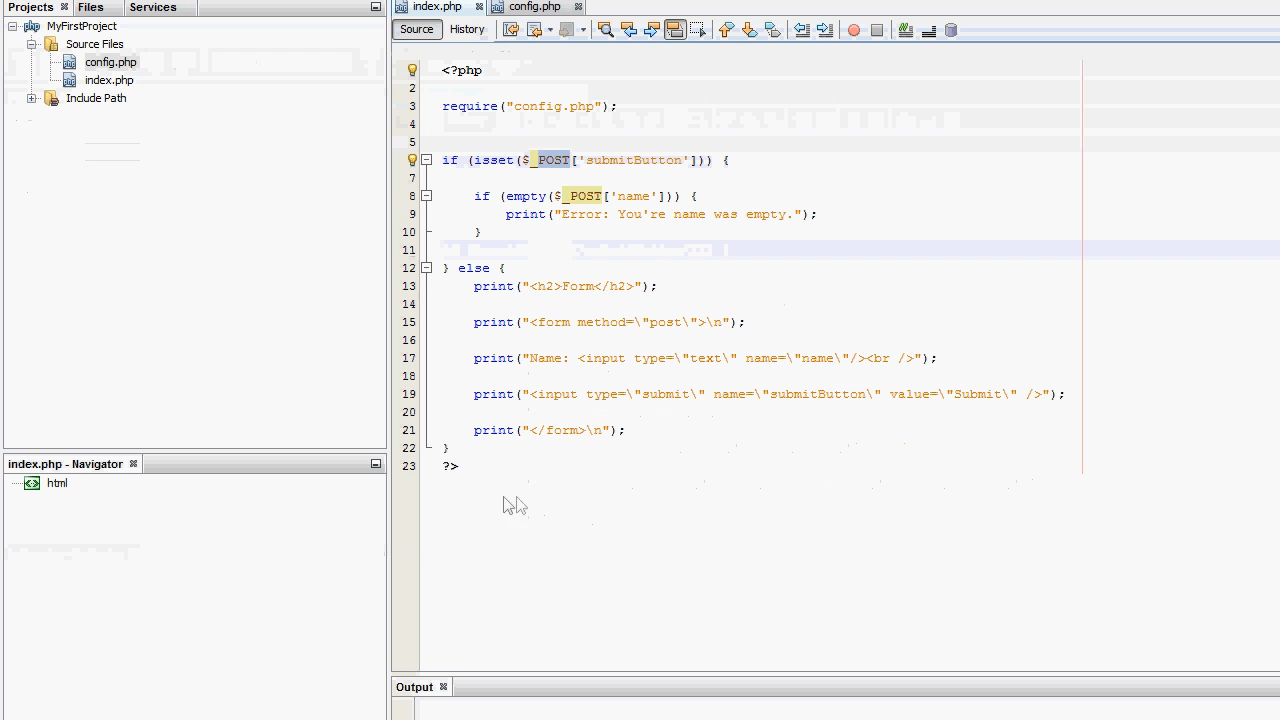 Projects Files Services
MyFirstProject
Source Files
config.php
index.php
Include Path
index.php - Navigator
html
index.php config.php
Source History
<?php
2
3 require("config.php");
4
5
if (isset($_POST['submitButton'])) {
7
8 if (empty($_POST['name'])) {
9 print("Error: You're name was empty.");
10 }
11
12 } else {
13 print("<h2>Form</h2>");
14
15 print("<form method=\"post\">\n");
16
17 print("Name: <input type=\"text\" name=\"name\"/><br />");
18
19 print("<input type=\"submit\" name=\"submitButton\" value=\"Submit\" />");
20
21 print("</form>\n");
22 }
23 ?>
Output